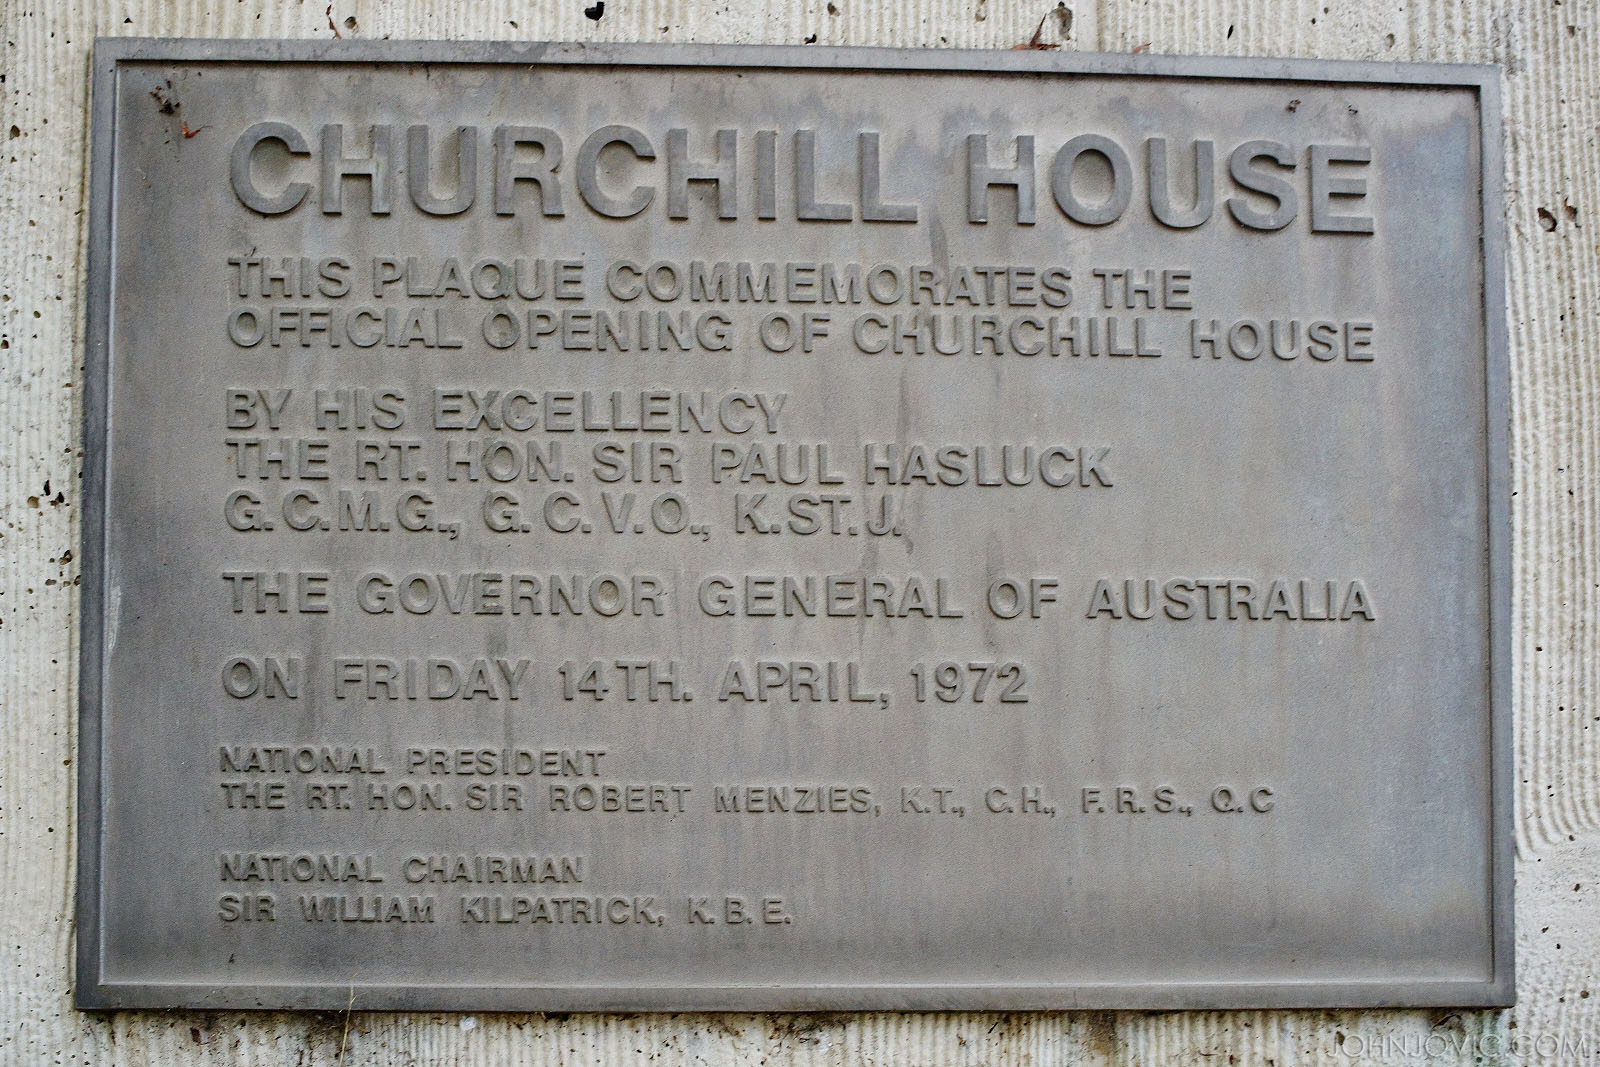 CHURCHILL HOUSE
THIS PLAQUE COMMEMORATES THE
OFFICIAL OPENING OF CHURCHILL HOUSE
BY HIS EXCELLENCY
THE RT. HON. SIR PAUL HASLUCK
G.C.M.G., G.C.V.O., K.ST.J.
THE GOVERNOR GENERAL OF AUSTRALIA
ON FRIDAY 14TH. APRIL, 1972
NATIONAL PRESIDENT
THE RT. HON. SIR ROBERT MENZIES, K.T., C.H., F.R.S., Q.C
NATIONAL CHAIRMAN
SIR WILLIAM KILPATRICK, K.B.E.
JOHNJOVIC.COM